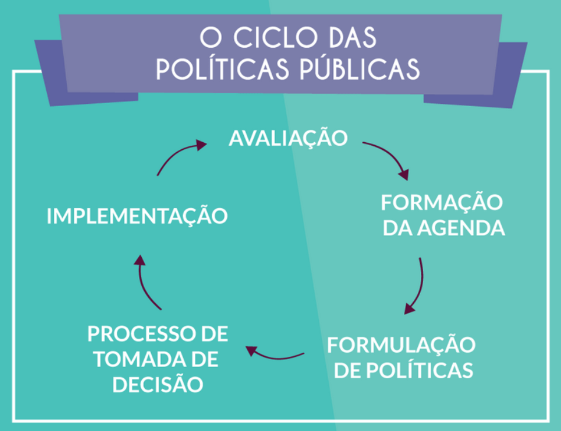 O CICLO DAS
POLÍTICAS PÚBLICAS
AVALIAÇÃO
FORMAÇÃO
DA AGENDA
FORMULAÇÃO
DE POLÍTICAS
PROCESSO DE
TOMADA DE
DECISÃO
IMPLEMENTAÇÃO